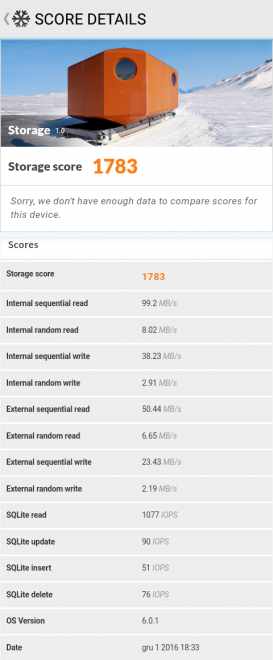 SCORE DETAILS
Storage 1.0
Storage score 1783
Sorry, we don't have enough data to compare scores for
this device.
Scores
Storage score 1783
Internal sequential read 99.2 MB/s
Internal random read 8.02 MB/s
Internal sequential write 38.23 MB/s
Internal random write 2.91 MB/s
External sequential read 50.44 MB/s
External random read 6.65 MB/s
External sequential write 23.43 MB/s
External random write 2.19 MB/s
SQLite read 1077 IOPS
SQLite update 90 IOPS
SQLite insert 51 IOPS
SQLite delete 76 IOPS
OS Version 6.0.1
Date gru 1 2016 18:33